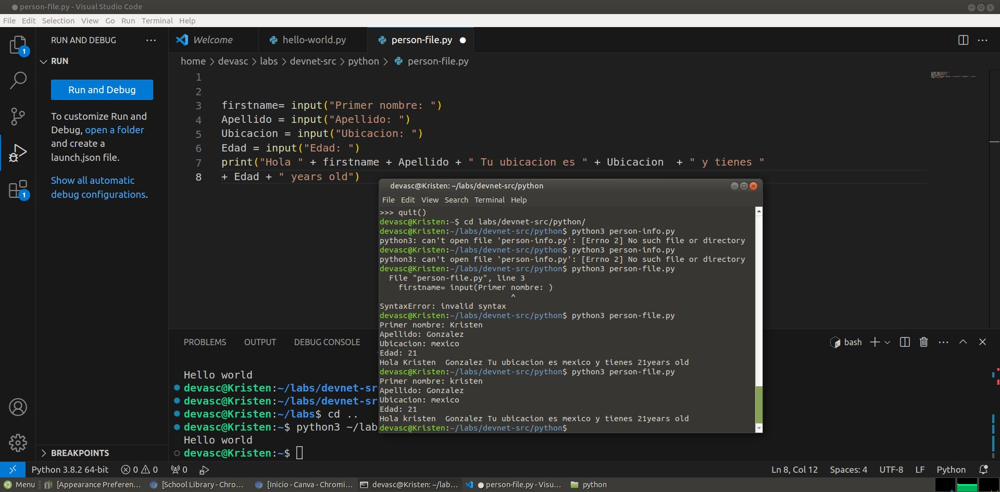 person-file.py - Visual Studio Code
File Edit Selection View Go Run Terminal Help
RUN AND DEBUG
Welcome
hello-world.py
person-file.py
home > devasc > labs > devnet-src > python > person-file.py
RUN
Run and Debug
To customize Run and
Debug, open a folder
and create a
launch.json file.
Show all automatic
debug configurations.
1
1
BREAKPOINTS
1
2
3 firstname= input("Primer nombre: ")
4 Apellido = input("Apellido: ")
5 Ubicacion = input("Ubicacion: ")
6 Edad = input("Edad: ")
7 print("Hola " + firstname + Apellido + " Tu ubicacion es " + Ubicacion  + " y tienes "
8 + Edad + " years old")
devasc@Kristen: ~/labs/devnet-src/python
File Edit View Search Terminal Help
>>> quit()
devasc@Kristen:~$ cd labs/devnet-src/python/
devasc@Kristen:~/labs/devnet-src/python$ python3 person-info.py
python3: can't open file 'person-info.py': [Errno 2] No such file or directory
devasc@Kristen:~/labs/devnet-src/python$ python3 person-info.py
python3: can't open file 'person-info.py': [Errno 2] No such file or directory
devasc@Kristen:~/labs/devnet-src/python$ python3 person-file.py
File "person-file.py", line 3
firstname= input(Primer nombre: )
^
SyntaxError: invalid syntax
devasc@Kristen:~/labs/devnet-src/python$ python3 person-file.py
Primer nombre: Kristen
Apellido: Gonzalez
Ubicacion: mexico
Edad: 21
Hola Kristen  Gonzalez Tu ubicacion es mexico y tienes 21years old
devasc@Kristen:~/labs/devnet-src/python$ python3 person-file.py
Primer nombre: kristen
Apellido: Gonzalez
Ubicacion: mexico
Edad: 21
Hola kristen  Gonzalez Tu ubicacion es mexico y tienes 21years old
devasc@Kristen:~/labs/devnet-src/python$
PROBLEMS OUTPUT DEBUG CONSOLE
bash
Hello world
devasc@Kristen:~/labs/devnet-sr
devasc@Kristen:~/labs/devnet-sr
devasc@Kristen:~/labs$ cd ..
devasc@Kristen:~$ python3 ~/lab
Hello world
devasc@Kristen:~$
Python 3.8.2 64-bit 0 0 0 Ln 8, Col 12 Spaces: 4 UTF-8 LF Python
Menu [Appearance Preferen... [School Library - Chro... [Inicio - Canva - Chromi... devasc@Kristen: ~/lab... person-file.py - Visu... python